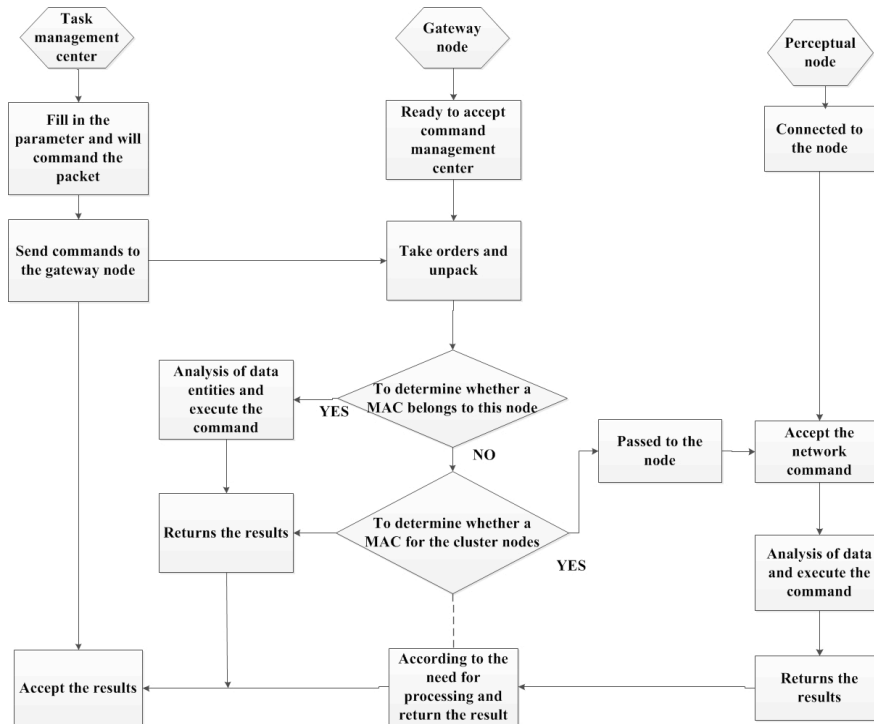 Task
management
center
Gateway
node
Perceptual
node
Fill in the
parameter and will
command the
packet
Ready to accept
command
management
center
Connected to
the node
Send commands to
the gateway node
Take orders and
unpack
Analysis of data
entities and
execute the
command
YES
To determine whether a
MAC belongs to this node
NO
Passed to the
node
Accept the
network
command
Returns the results
To determine whether a
MAC for the cluster nodes
YES
Analysis of data
and execute the
command
Accept the results
According to the
need for
processing and
return the result
Returns the
results